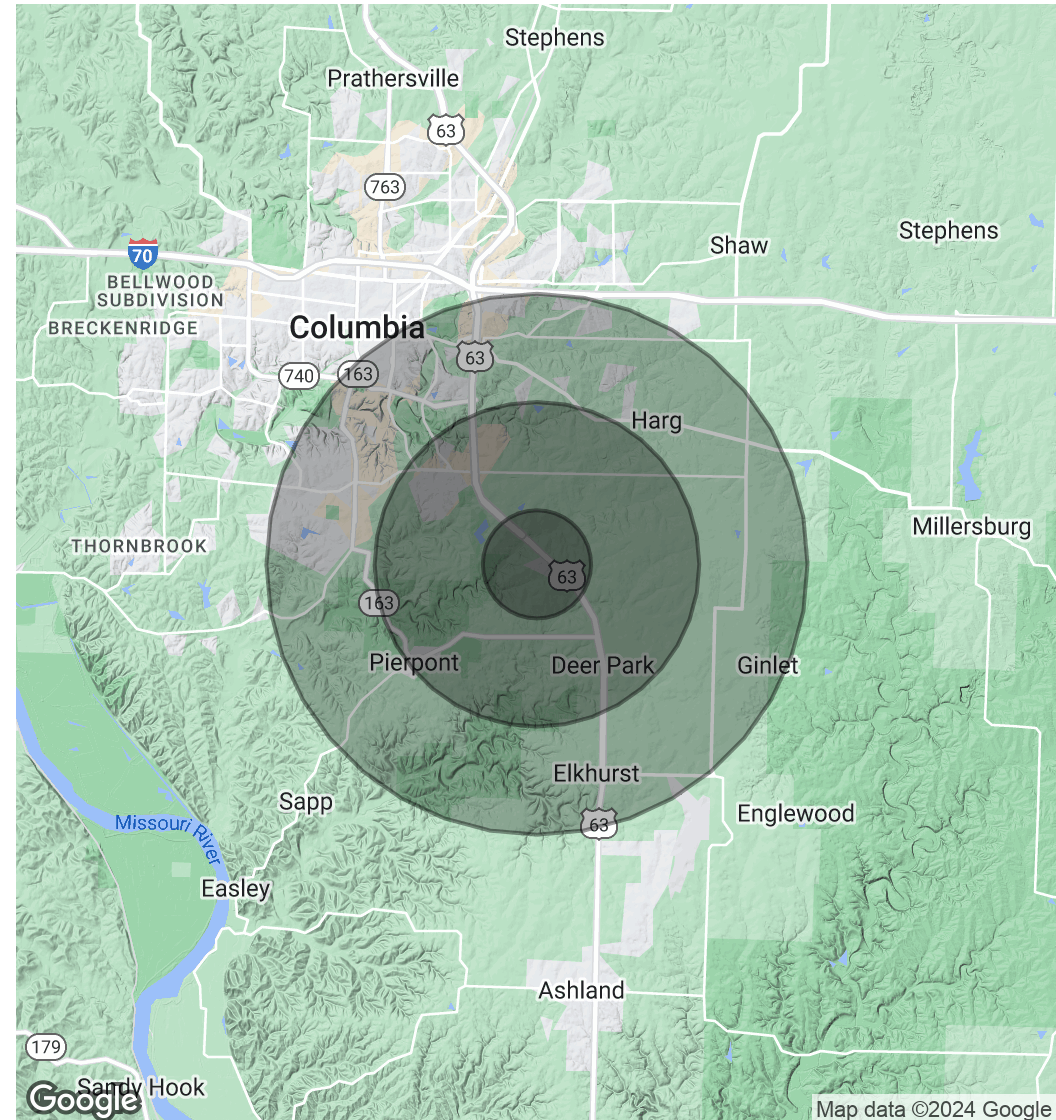 Stephens
Prathersville
63
763
Shaw
Stephens
70
BELLWOOD
SUBDIVISION
BRECKENRIDGE
Columbia
63
740
163
Harg
Millersburg
THORNBROOK
63
163
Pierpont
Deer Park
Ginlet
Elkhurst
Sapp
Englewood
63
Missouri River
Easley
Ashland
179
Sandy Hook
Google
Map data ©2024 Google